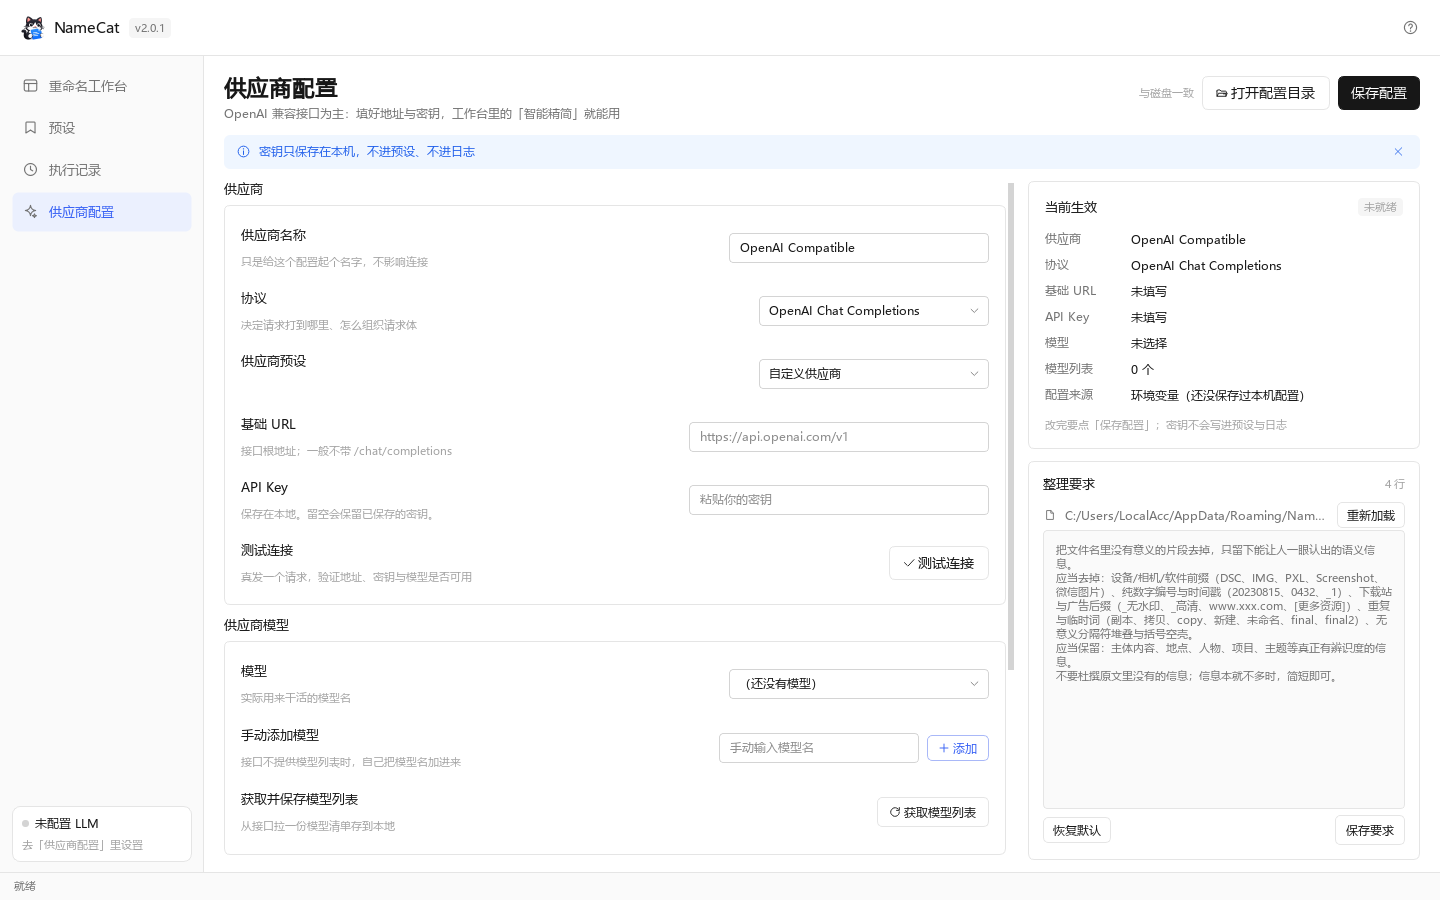 NameCat v2.0.1
重命名工作台
预设
执行记录
供应商配置
未配置 LLM
去「供应商配置」里设置
就绪
供应商配置
OpenAI 兼容接口为主：填好地址与密钥，工作台里的「智能精简」就能用
与磁盘一致
打开配置目录
保存配置
密钥只保存在本机，不进预设、不进日志
供应商
供应商名称
只是给这个配置起个名字，不影响连接
OpenAI Compatible
协议
决定请求打到哪里、怎么组织请求体
OpenAI Chat Completions
供应商预设
自定义供应商
基础 URL
接口根地址；一般不带 /chat/completions
https://api.openai.com/v1
API Key
保存在本地。留空会保留已保存的密钥。
粘贴你的密钥
测试连接
真发一个请求，验证地址、密钥与模型是否可用
测试连接
供应商模型
模型
实际用来干活的模型名
（还没有模型）
手动添加模型
接口不提供模型列表时，自己把模型名加进来
手动输入模型名
添加
获取并保存模型列表
从接口拉一份模型清单存到本地
获取模型列表
当前生效
未就绪
供应商 OpenAI Compatible
协议 OpenAI Chat Completions
基础 URL 未填写
API Key 未填写
模型 未选择
模型列表 0 个
配置来源 环境变量（还没保存过本机配置）
改完要点「保存配置」；密钥不会写进预设与日志
整理要求
4 行
C:/Users/LocalAcc/AppData/Roaming/Nam...
重新加载
把文件名里没有意义的片段去掉，只留下能让人一眼认出的语义信
息。
应当去掉：设备/相机/软件前缀（DSC、IMG、PXL、Screenshot、
微信图片）、纯数字编号与时间戳（20230815、0432、_1）、下载站
与广告后缀（_无水印、_高清、www.xxx.com、[更多资源]）、重复
与临时词（副本、拷贝、copy、新建、未命名、final、final2）、无
意义分隔符堆叠与括号空壳。
应当保留：主体内容、地点、人物、项目、主题等真正有辨识度的信
息。
不要杜撰原文里没有的信息；信息本就不多时，简短即可。
恢复默认
保存要求